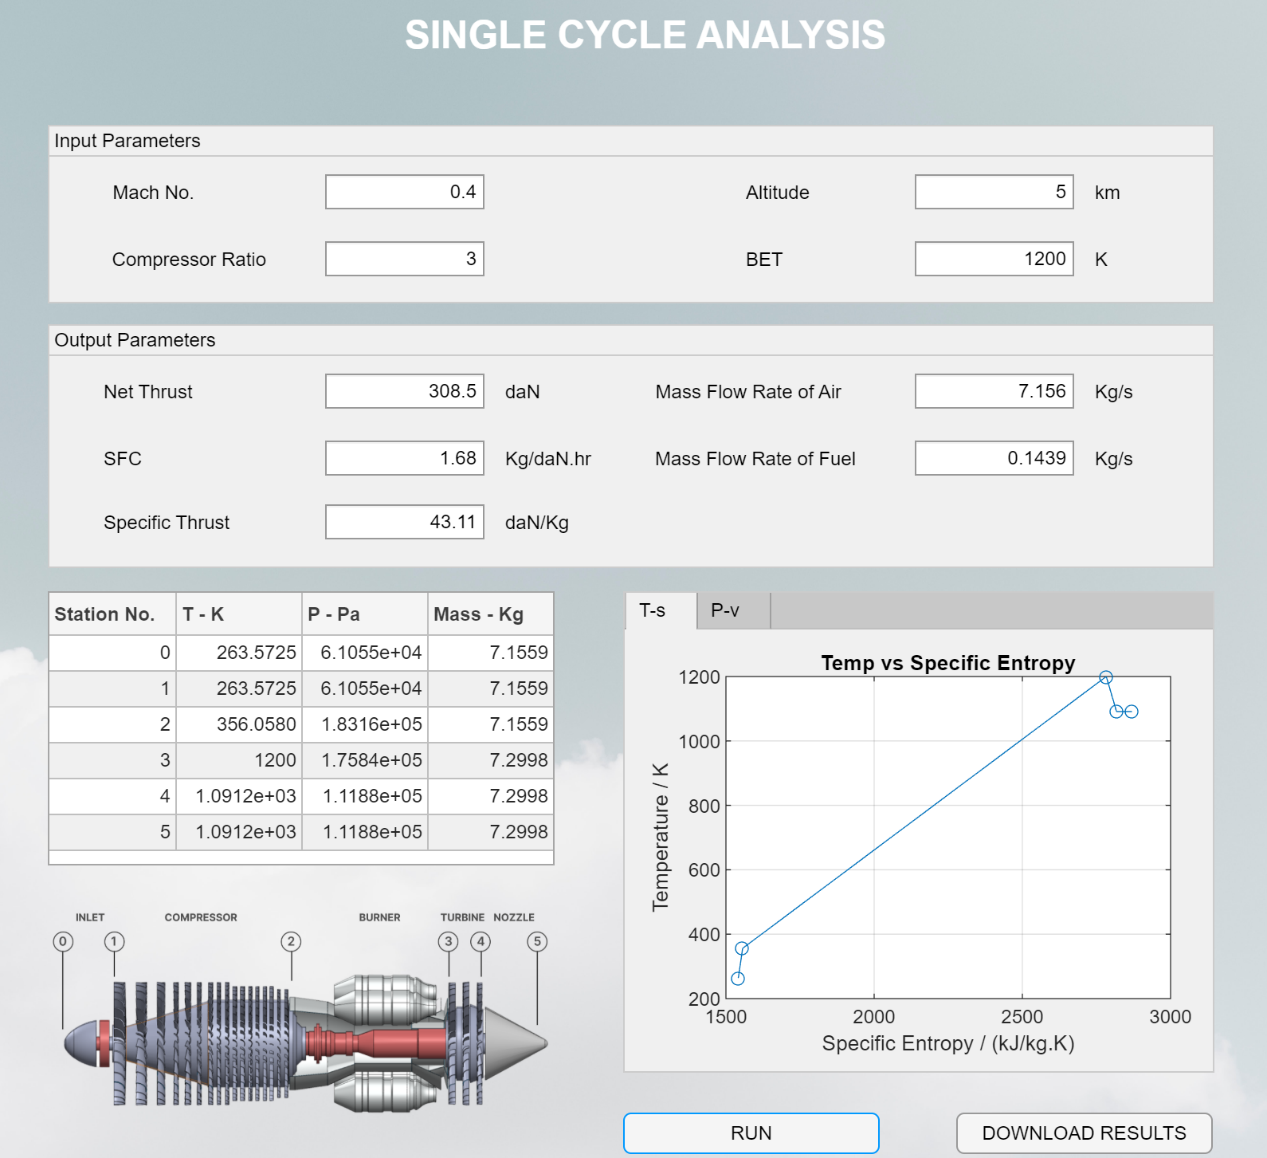 SINGLE CYCLE ANALYSIS
Input Parameters
Mach No. 0.4 Altitude 5 km
Compressor Ratio 3 BET 1200 K
Output Parameters
Net Thrust 308.5 daN Mass Flow Rate of Air 7.156 Kg/s
SFC 1.68 Kg/daN.hr Mass Flow Rate of Fuel 0.1439 Kg/s
Specific Thrust 43.11 daN/Kg
Station No. T - K P - Pa Mass - Kg
0 263.5725 6.1055e+04 7.1559
1 263.5725 6.1055e+04 7.1559
2 356.0580 1.8316e+05 7.1559
3 1200 1.7584e+05 7.2998
4 1.0912e+03 1.1188e+05 7.2998
5 1.0912e+03 1.1188e+05 7.2998
INLET COMPRESSOR BURNER TURBINE NOZZLE
0 1 2 3 4 5
T-s P-v
Temp vs Specific Entropy
1200
1000
800
600
400
200
Temperature / K
1500 2000 2500 3000
Specific Entropy / (kJ/kg.K)
RUN DOWNLOAD RESULTS